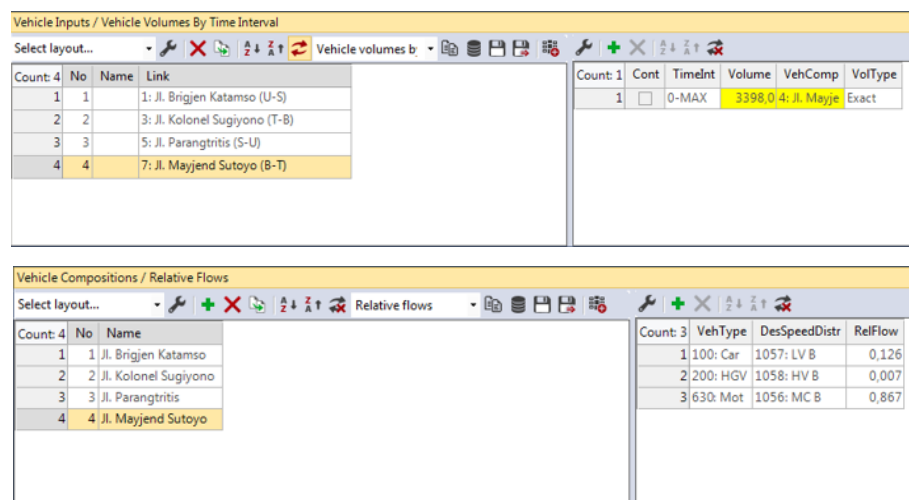 Vehicle Inputs / Vehicle Volumes By Time Interval
Select layout... Vehicle volumes b
Count: 4 No Name Link
1 1 1: Jl. Brigjen Katamso (U-S)
2 2 3: Jl. Kolonel Sugiyono (T-B)
3 3 5: Jl. Parangtritis (S-U)
4 4 7: Jl. Mayjend Sutoyo (B-T)
Count: 1 Cont TimeInt Volume VehComp VolType
1 0-MAX 3398,0 4: Jl. Mayje Exact
Vehicle Compositions / Relative Flows
Select layout... Relative flows
Count: 4 No Name
1 1 Jl. Brigjen Katamso
2 2 Jl. Kolonel Sugiyono
3 3 Jl. Parangtritis
4 4 Jl. Mayjend Sutoyo
Count: 3 VehType DesSpeedDistr RelFlow
1 100: Car 1057: LV B 0,126
2 200: HGV 1058: HV B 0,007
3 630: Mot 1056: MC B 0,867